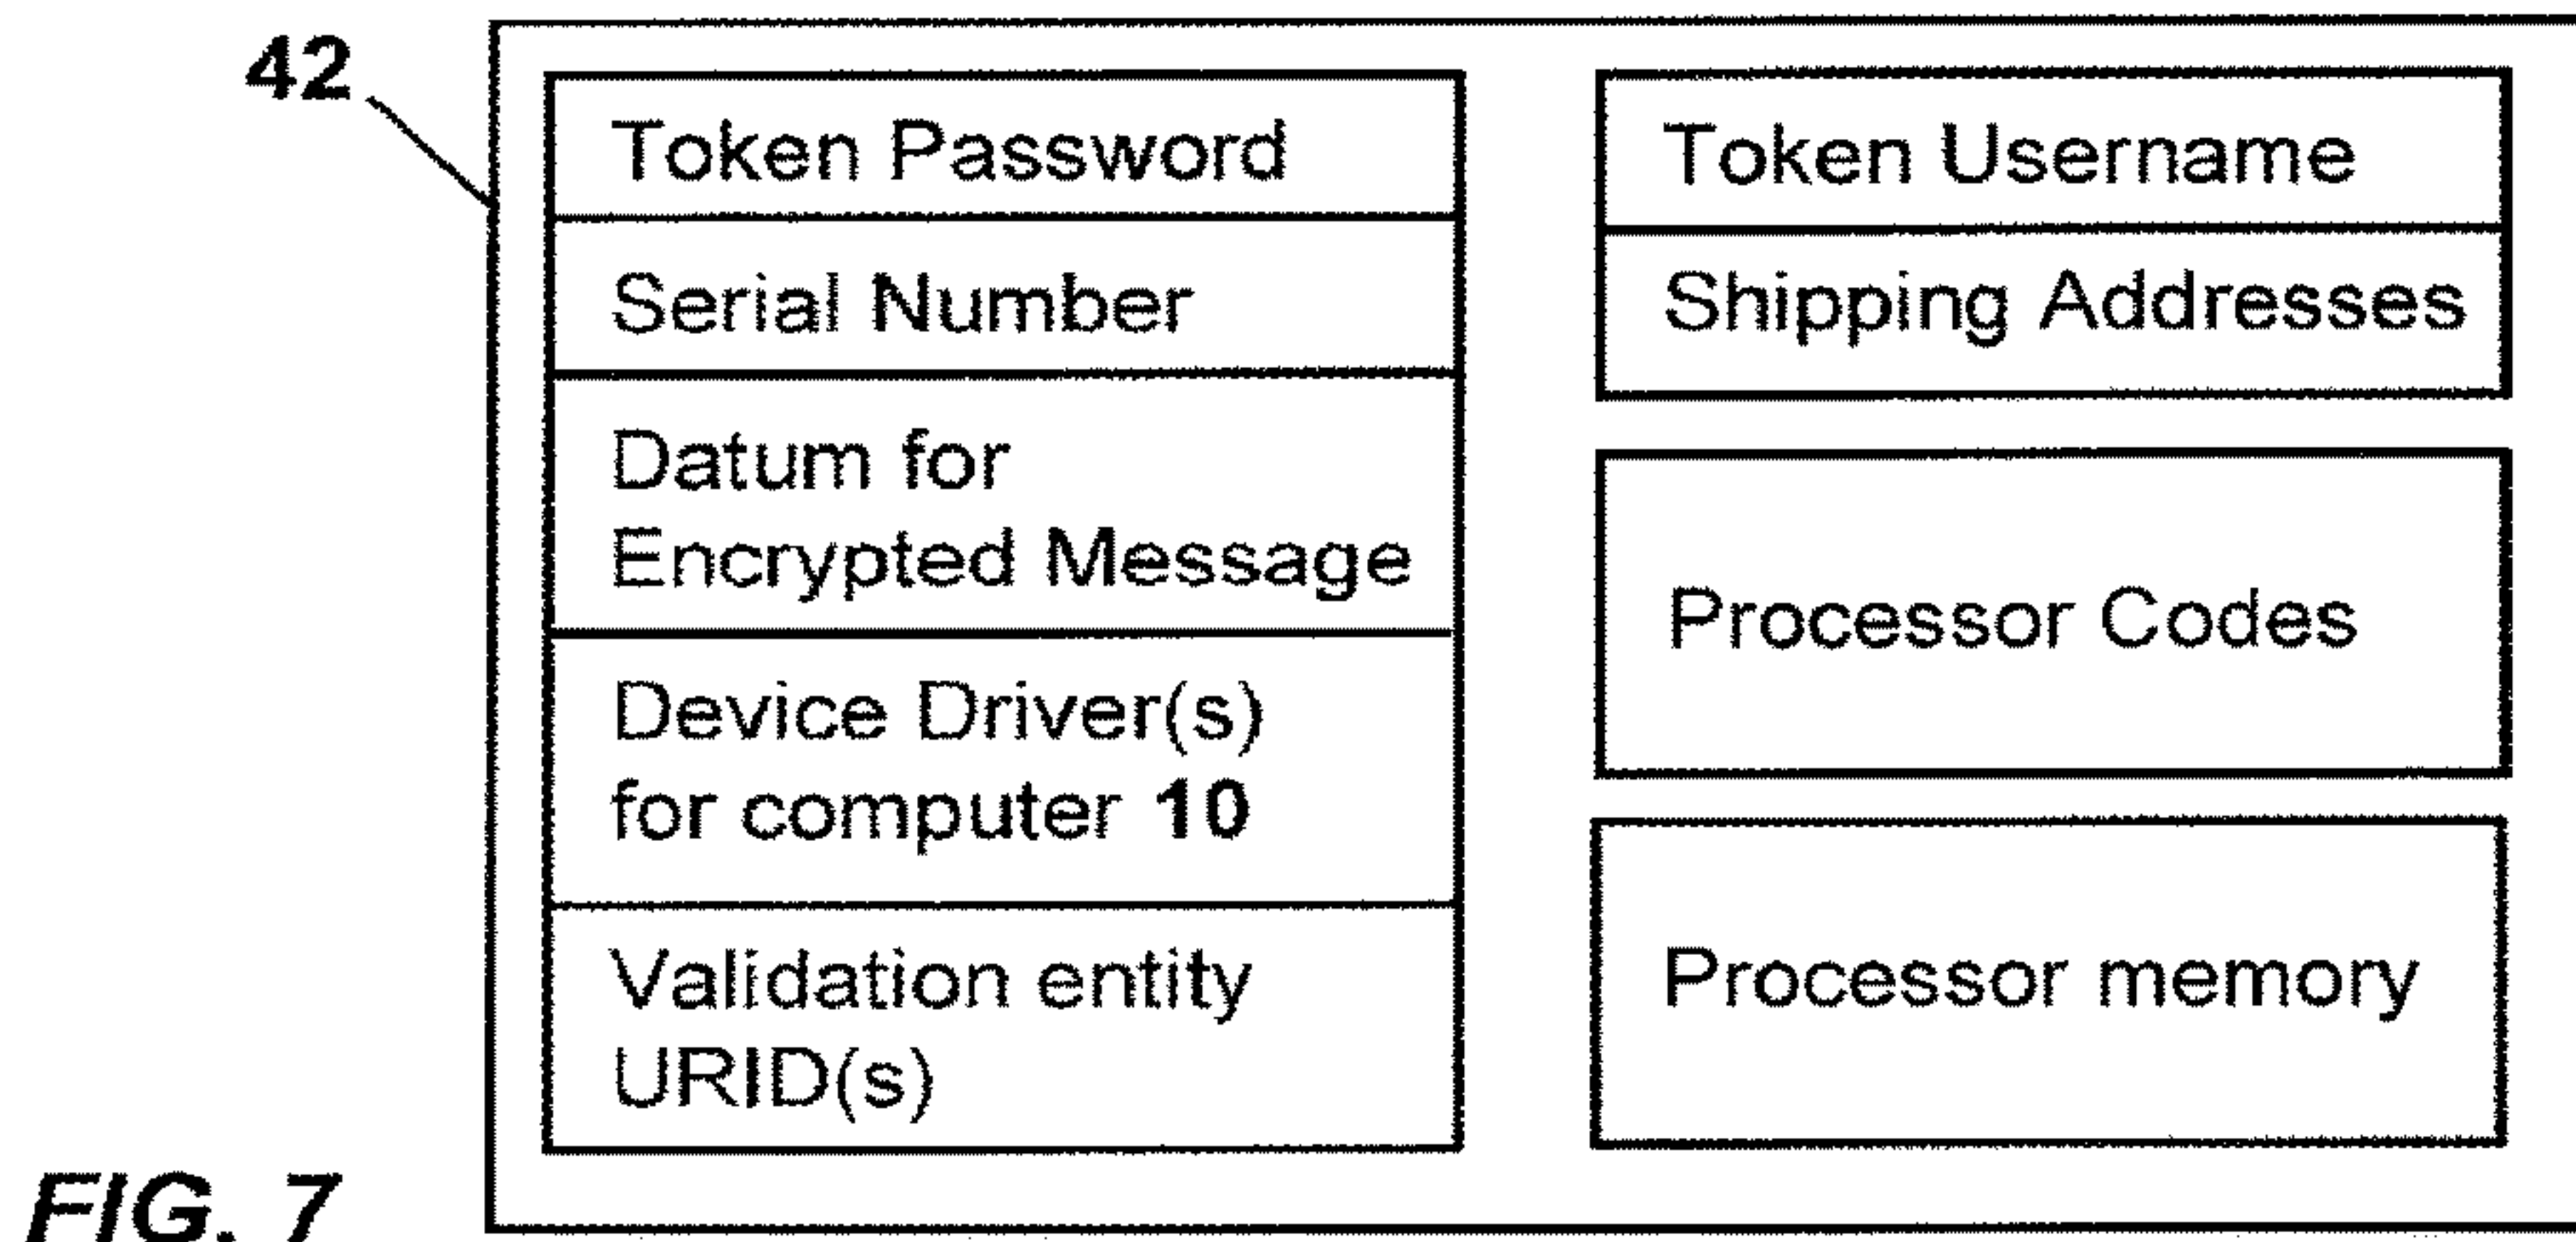 42
Token Password
Serial Number
Datum for
Encrypted Message
Device Driver(s)
for computer 10
Validation entity
URID(s)
Token Username
Shipping Addresses
Processor Codes
Processor memory
FIG. 7